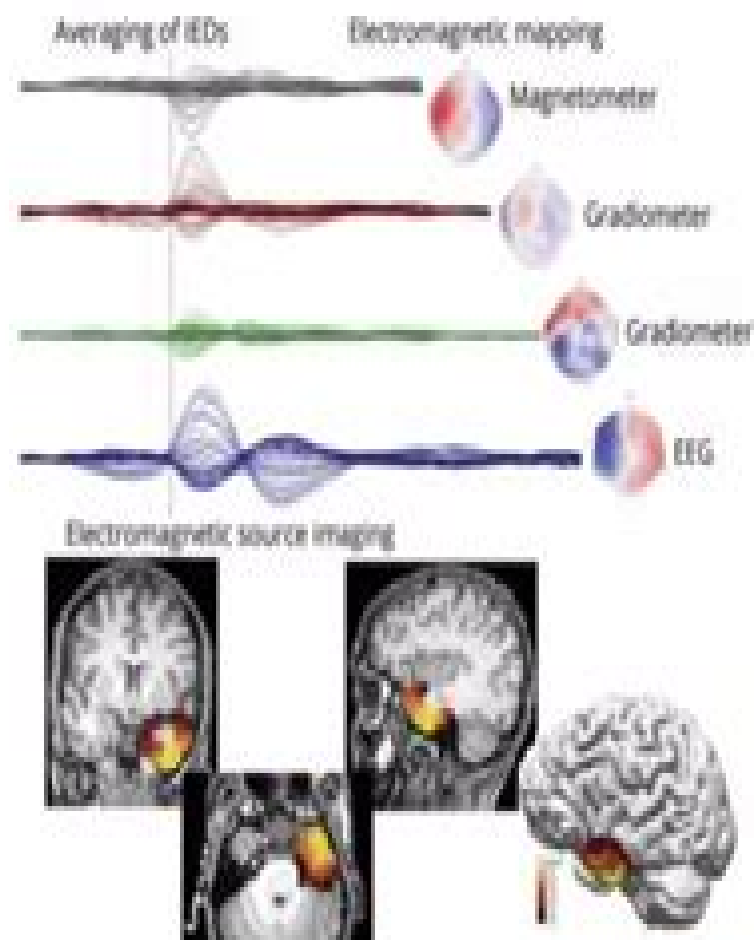 Averaging of IEDs
Electromagnetic mapping
Magnetometer
Gradiometer
Gradiometer
EEG
Electromagnetic source imaging